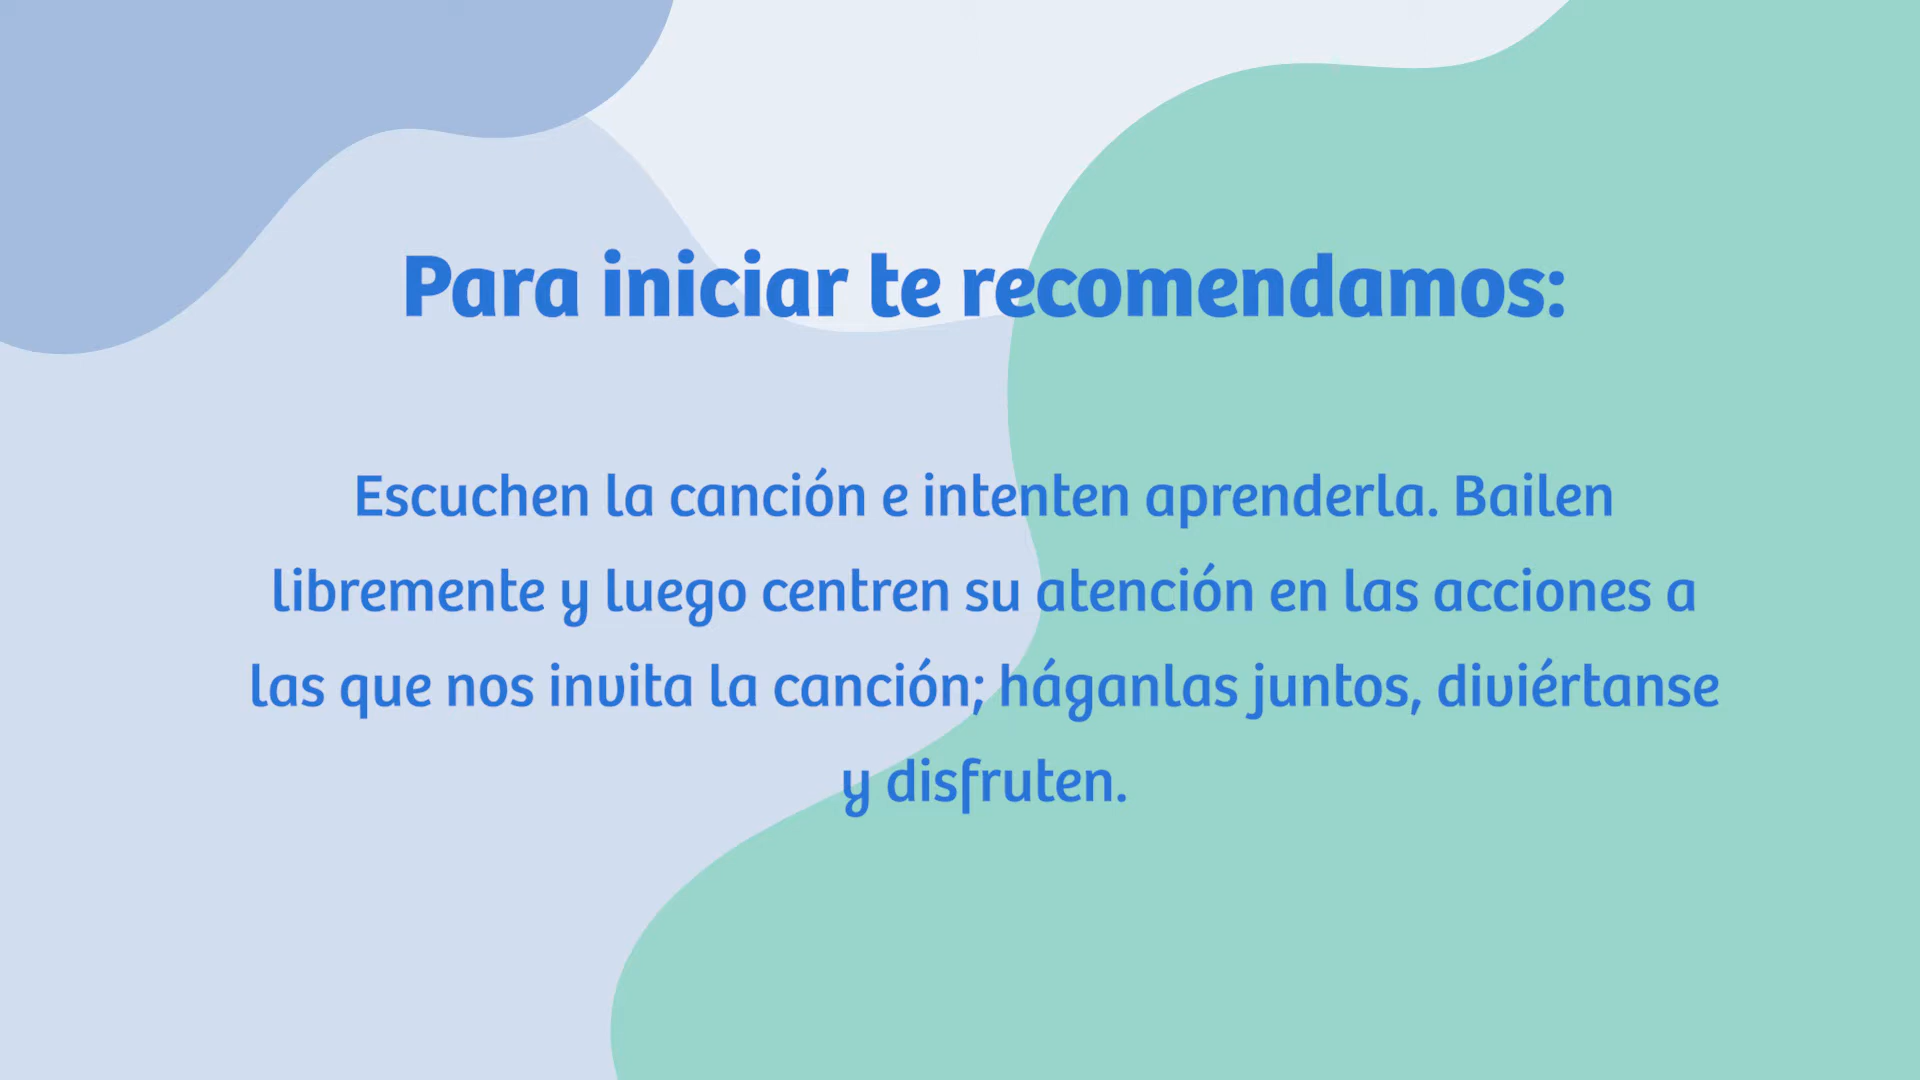 Para iniciar te recomendamos:
Escuchen la canción e intenten aprenderla. Bailen
libremente y luego centren su atención en las acciones a
las que nos invita la canción; háganlas juntos, diviértanse
y disfruten.